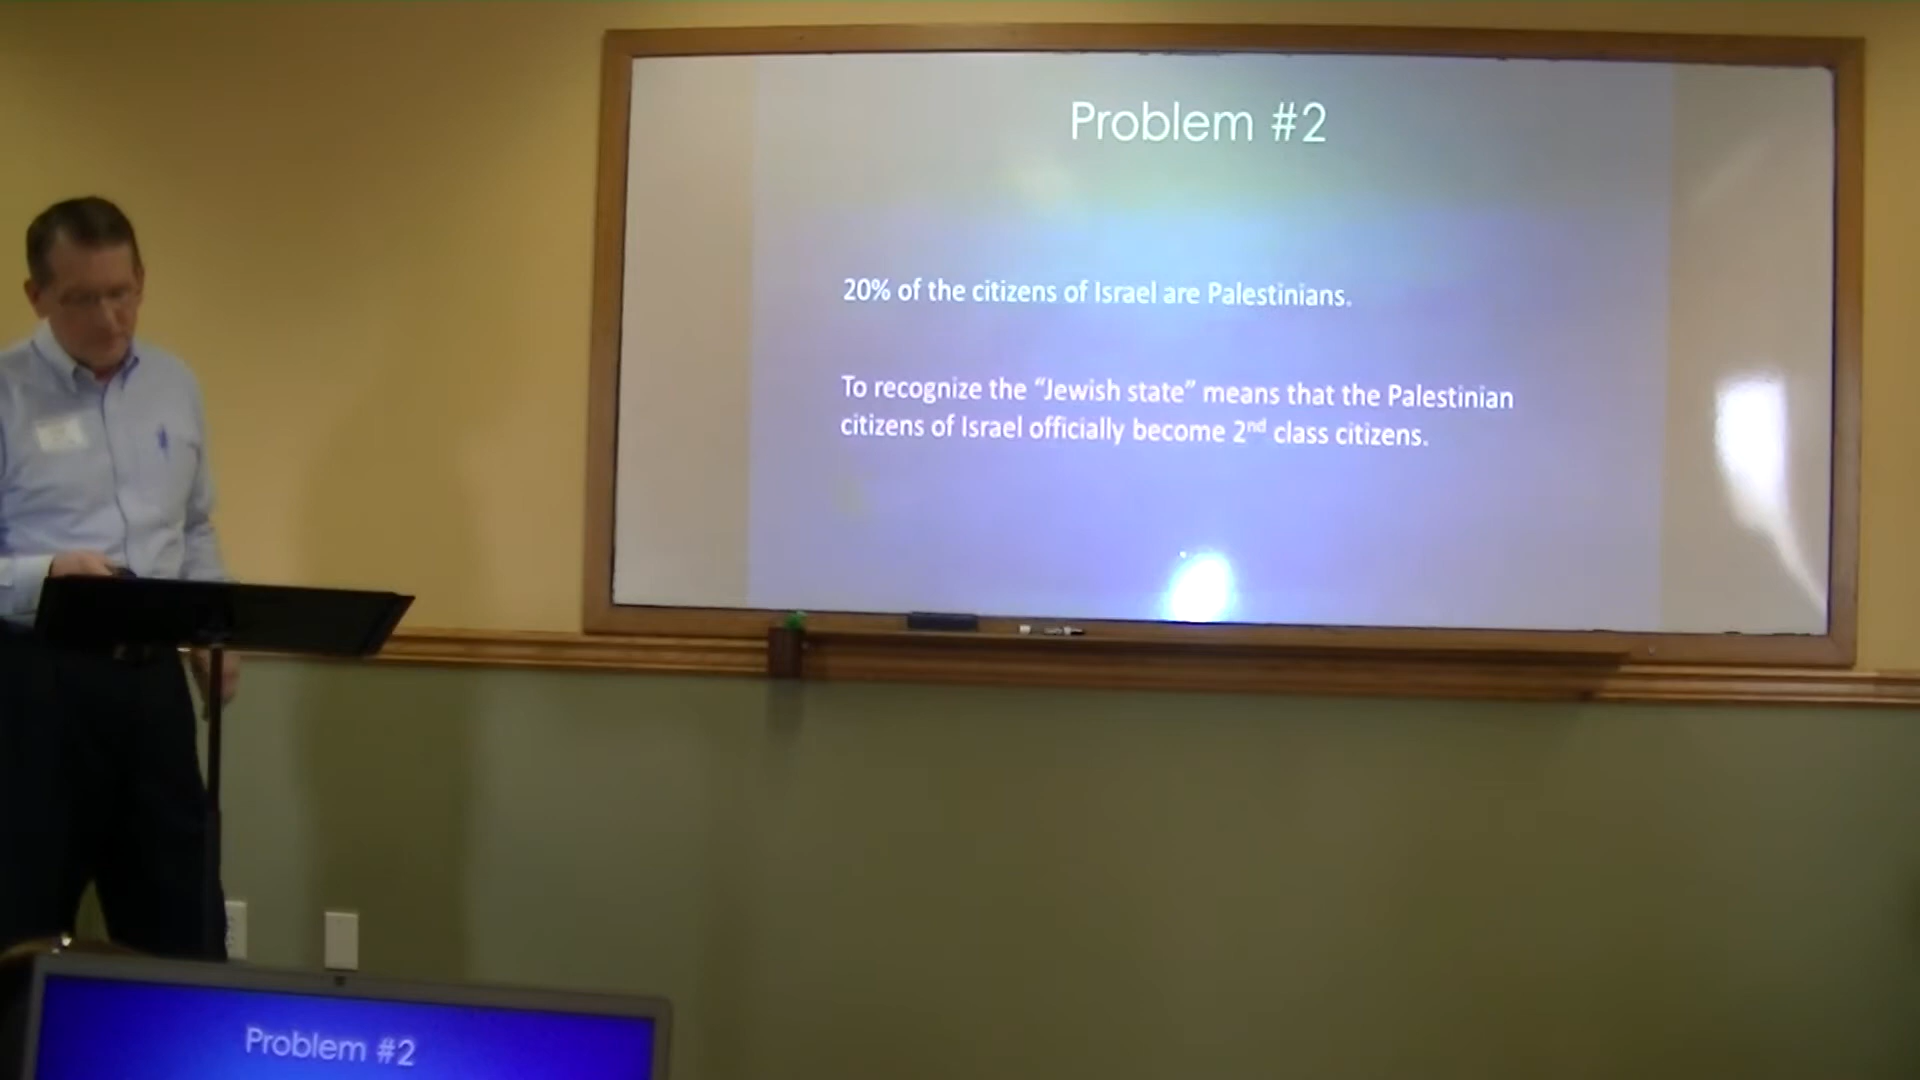 Problem #2
20% of the citizens of Israel are Palestinians.
To recognize the “Jewish state” means that the Palestinian
citizens of Israel officially become 2nd class citizens.
Problem #2